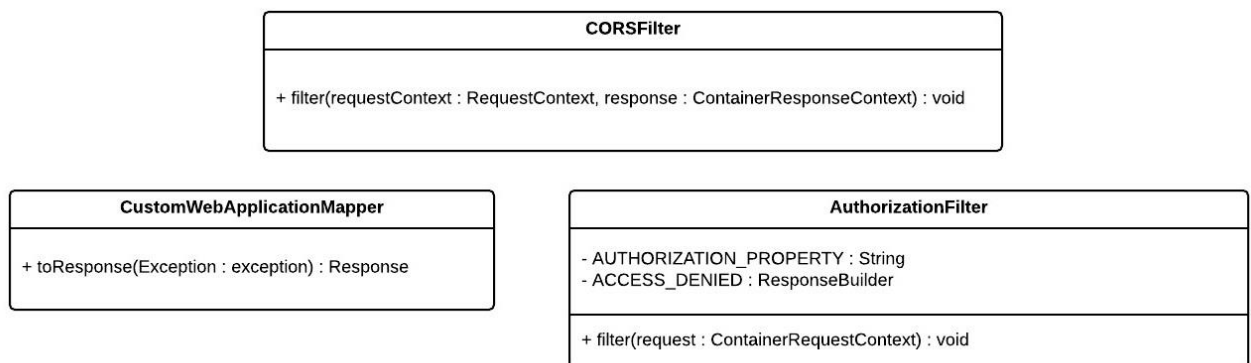 CORSFilter
+ filter(requestContext : RequestContext, response : ContainerResponseContext) : void
CustomWebApplicationMapper
+ toResponse(Exception : exception) : Response
AuthorizationFilter
- AUTHORIZATION_PROPERTY : String
- ACCESS_DENIED : ResponseBuilder
+ filter(request : ContainerRequestContext) : void